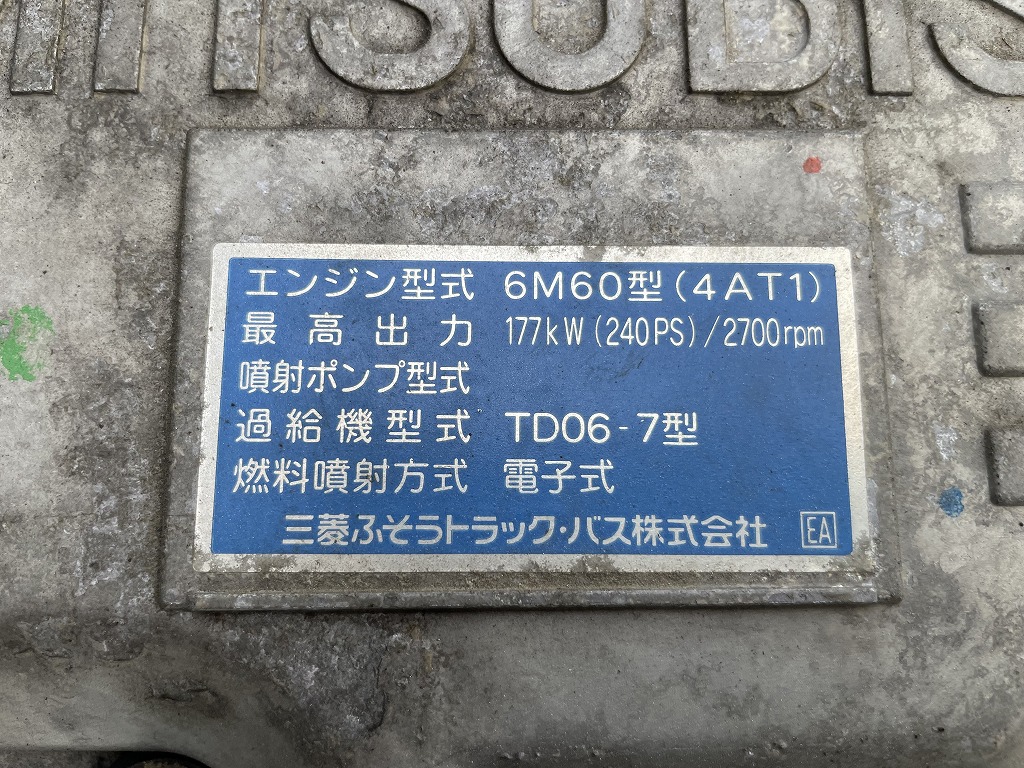 MITSUBIS
エンジン型式 6M60型(4AT1)
最高出力 177kW(240PS)/2700rpm
噴射ポンプ型式
過給機型式 TD06-7型
燃料噴射方式 電子式
三菱ふそうトラック・バス株式会社 EA